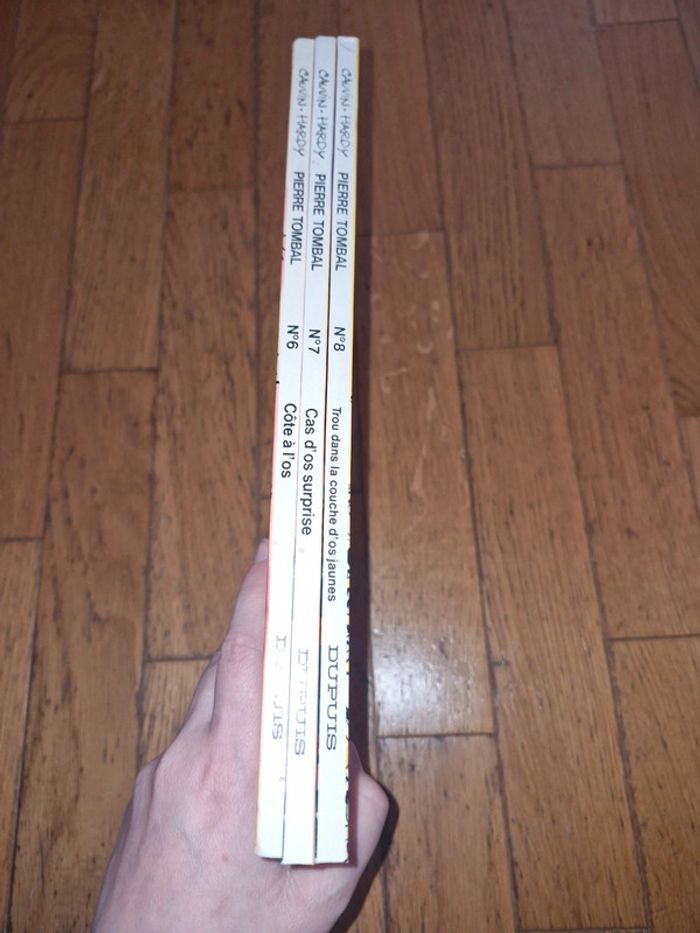 CAUVIN • HARDY PIERRE TOMBAL N°8 Trou dans la couche d'os jaunes DUPUIS
CAUVIN • HARDY. PIERRE TOMBAL N°7 Cas d'os surprise DUPUIS
CAUVIN • HARDY PIERRE TOMBAL N°6 Côte à l'os DUPUIS